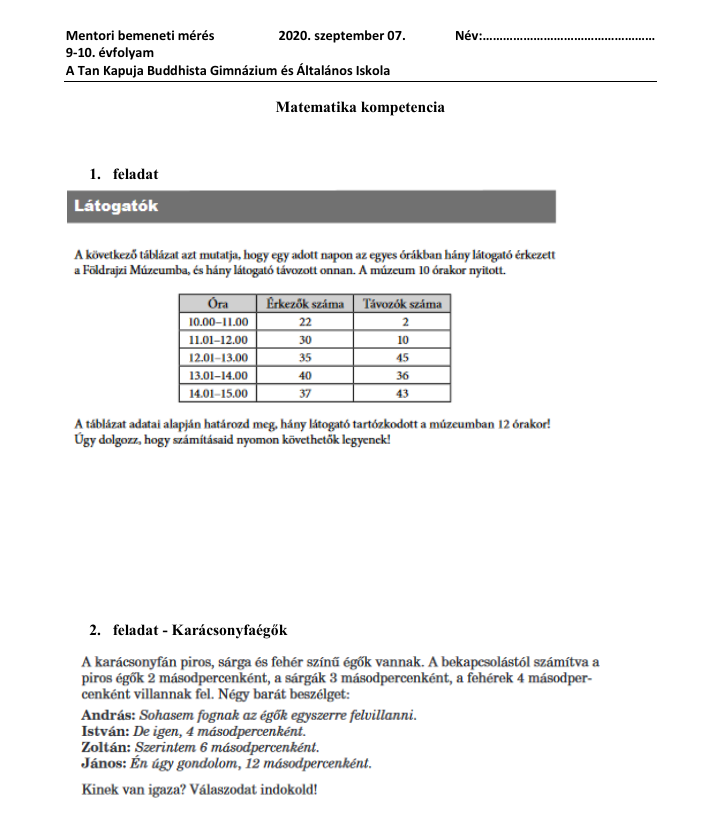 Mentori bemeneti mérés 2020. szeptember 07. Név:……………………………………………
9-10. évfolyam
A Tan Kapuja Buddhista Gimnázium és Általános Iskola
Matematika kompetencia
1. feladat
Látogatók
A következő táblázat azt mutatja, hogy egy adott napon az egyes órákban hány látogató érkezett
a Földrajzi Múzeumba, és hány látogató távozott onnan. A múzeum 10 órakor nyitott.
Óra Érkezők száma Távozók száma
10.00–11.00 22 2
11.01–12.00 30 10
12.01–13.00 35 45
13.01–14.00 40 36
14.01–15.00 37 43
A táblázat adatai alapján határozd meg, hány látogató tartózkodott a múzeumban 12 órakor!
Úgy dolgozz, hogy számításaid nyomon követhetők legyenek!
2. feladat - Karácsonyfaégők
A karácsonyfán piros, sárga és fehér színű égők vannak. A bekapcsolástól számítva a
piros égők 2 másodpercenként, a sárgák 3 másodpercenként, a fehérek 4 másodper-
cenként villannak fel. Négy barát beszélget:
András: Sohasem fognak az égők egyszerre felvillanni.
István: De igen, 4 másodpercenként.
Zoltán: Szerintem 6 másodpercenként.
János: Én úgy gondolom, 12 másodpercenként.
Kinek van igaza? Válaszodat indokold!